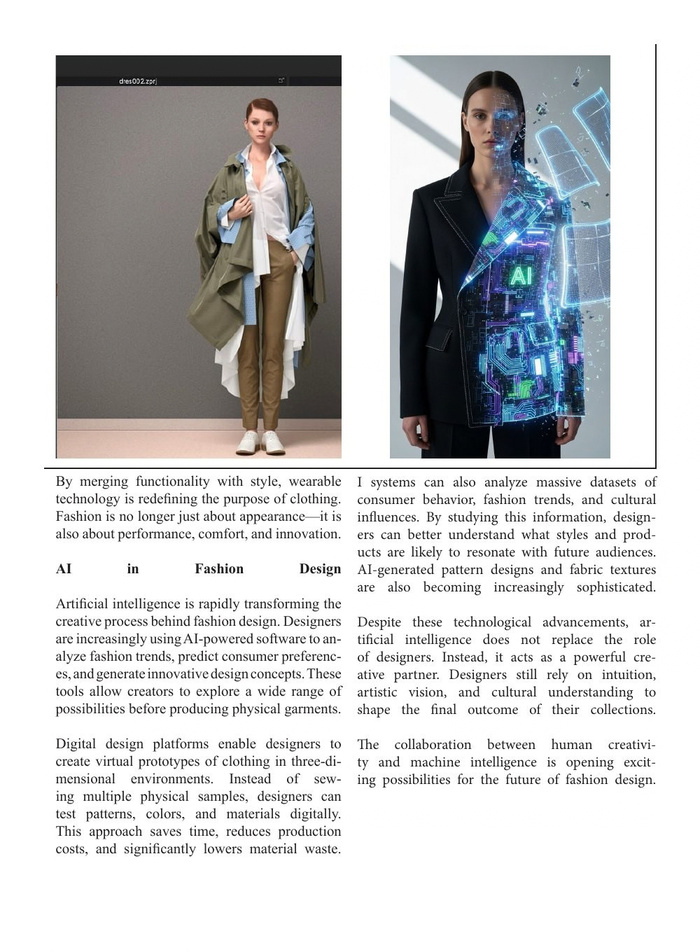 dres002.zprj
AI
By merging functionality with style, wearable
technology is redefining the purpose of clothing.
Fashion is no longer just about appearance—it is
also about performance, comfort, and innovation.
AI in Fashion Design
Artificial intelligence is rapidly transforming the
creative process behind fashion design. Designers
are increasingly using AI-powered software to an-
alyze fashion trends, predict consumer preferenc-
es, and generate innovative design concepts. These
tools allow creators to explore a wide range of
possibilities before producing physical garments.
Digital design platforms enable designers to
create virtual prototypes of clothing in three-di-
mensional environments. Instead of sew-
ing multiple physical samples, designers can
test patterns, colors, and materials digitally.
This approach saves time, reduces production
costs, and significantly lowers material waste.
I systems can also analyze massive datasets of
consumer behavior, fashion trends, and cultural
influences. By studying this information, design-
ers can better understand what styles and prod-
ucts are likely to resonate with future audiences.
AI-generated pattern designs and fabric textures
are also becoming increasingly sophisticated.
Despite these technological advancements, ar-
tificial intelligence does not replace the role
of designers. Instead, it acts as a powerful cre-
ative partner. Designers still rely on intuition,
artistic vision, and cultural understanding to
shape the final outcome of their collections.
The collaboration between human creativi-
ty and machine intelligence is opening excit-
ing possibilities for the future of fashion design.